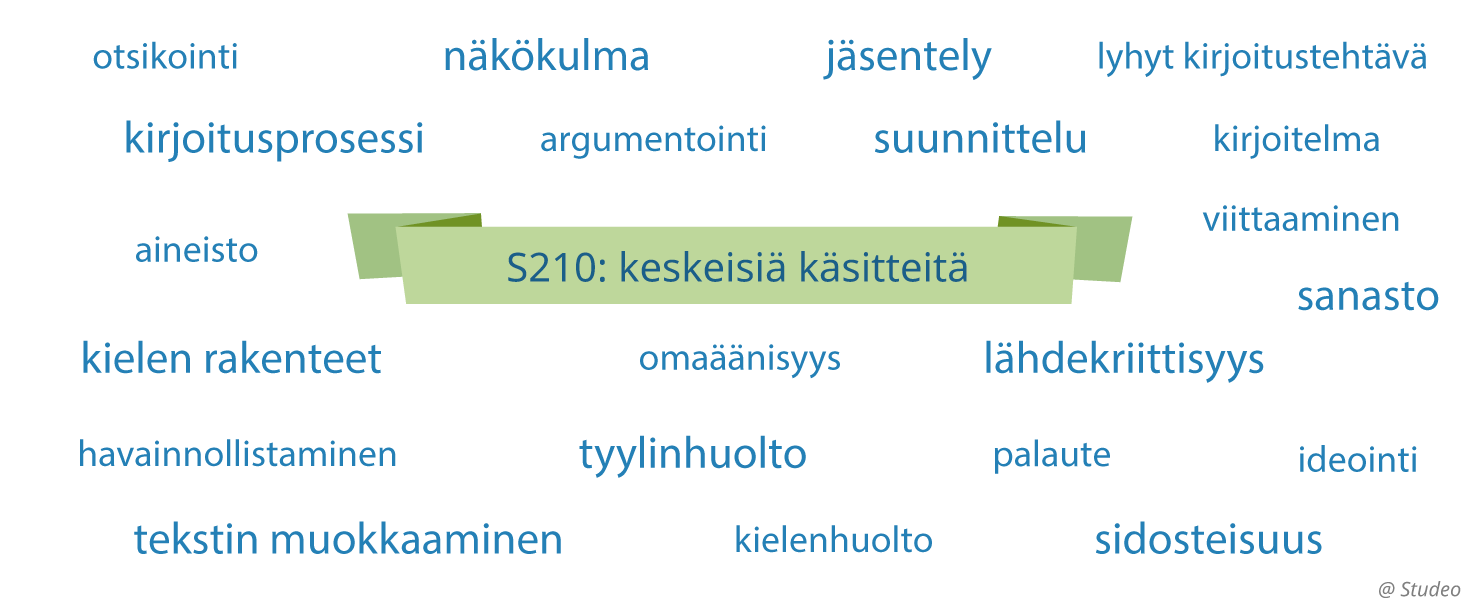 otsikointi näkökulma jäsentely lyhyt kirjoitustehtävä
kirjoitusprosessi argumentointi suunnittelu kirjoitelma
viittaaminen
aineisto S210: keskeisiä käsitteitä
sanasto
kielen rakenteet omaäänisyys lähdekriittisyys
havainnollistaminen tyylinhuolto palaute ideointi
tekstin muokkaaminen kielenhuolto sidosteisuus
@ Studeo